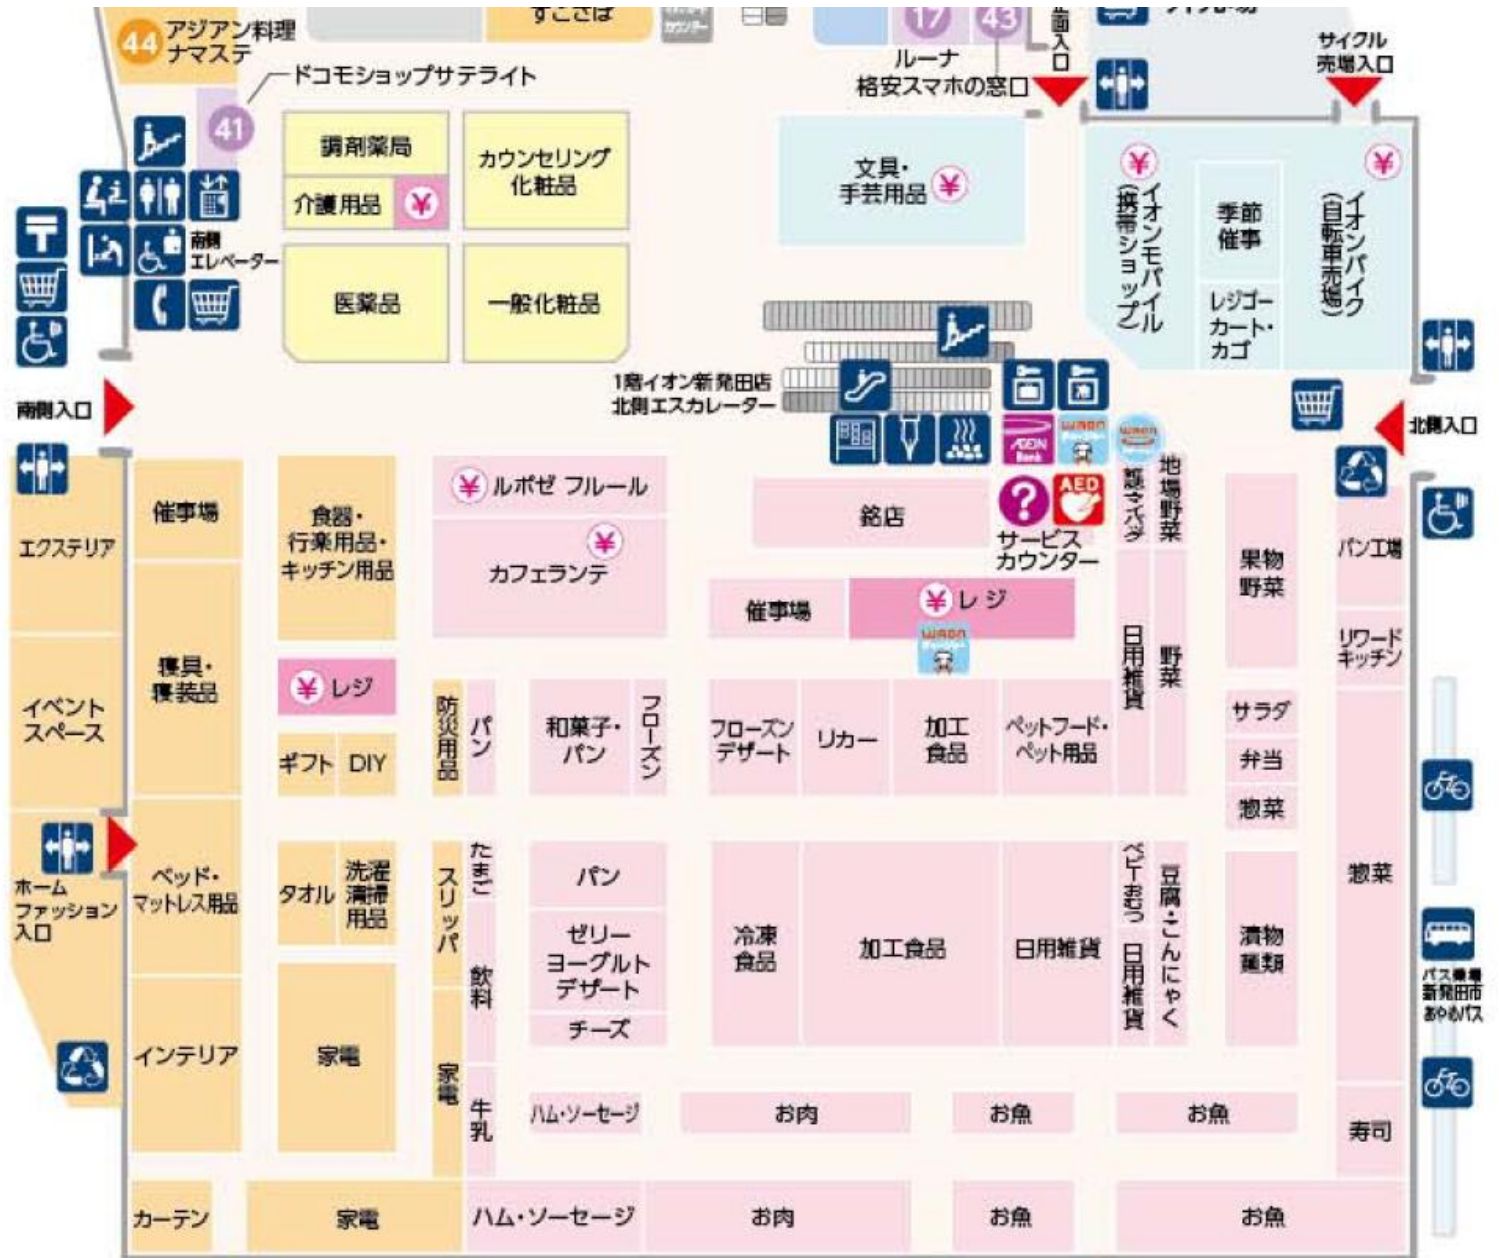 44
アジアン料理
ナマステ
すこさば
カウンター
17
43
正面入口
ルーナ
格安スマホの窓口
サイクル
売場入口
ドコモショップサテライト
41
調剤薬局
介護用品
¥
カウンセリング
化粧品
医薬品
一般化粧品
文具・
手芸用品
¥
¥
イオンモバイル
(携帯ショップ)
季節
催事
レジゴー
カート・
カゴ
¥
イオンバイク
(自転車売場)
南側
エレベーター
南側入口
1階イオン新発田店
北側エスカレーター
北側入口
AEON
Bank
WAON
WAON
AED
?
サービス
カウンター
エクステリア
催事場
食器・
行楽用品・
キッチン用品
¥
ルポゼ フルール
¥
カフェランテ
銘店
地場野菜
果物
野菜
パン工場
催事場
¥
レジ
WAON
日用雑貨
野菜
リワード
キッチン
イベント
スペース
寝具・
寝装品
¥
レジ
ギフト
DIY
防災用品
パン
和菓子・
パン
フローズン
フローズン
デザート
リカー
加工
食品
ペットフード・
ペット用品
サラダ
弁当
惣菜
ホーム
ファッション
入口
ベッド・
マットレス用品
タオル
洗濯
清掃
用品
スリッパ
たまご
飲料
パン
ゼリー
ヨーグルト
デザート
チーズ
冷凍
食品
加工食品
日用雑貨
ベビーおむつ
日用雑貨
豆腐・こんにゃく
漬物
麺類
惣菜
バス乗場
新発田市
あやめバス
インテリア
家電
家電
牛乳
ハム・ソーセージ
お肉
お魚
お魚
寿司
カーテン
家電
ハム・ソーセージ
お肉
お魚
お魚